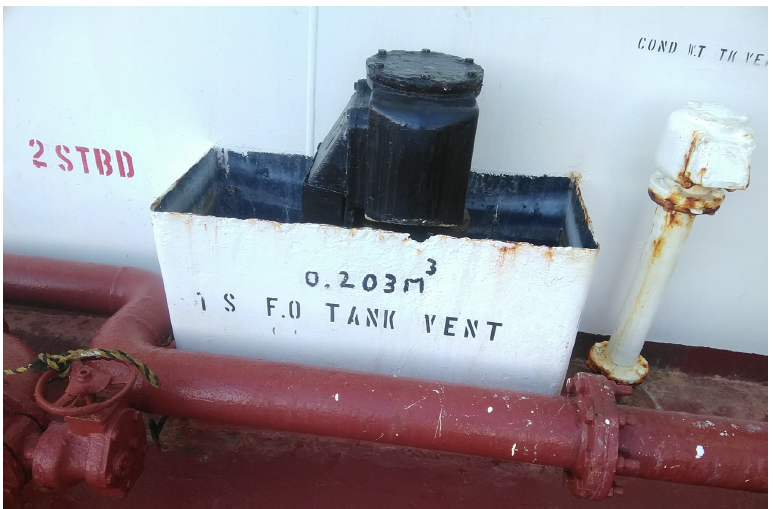 COND WT TK VE
2 STBD
0.203M³
1 S F.O TANK VENT